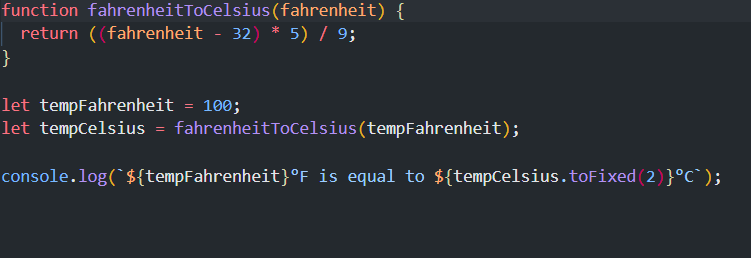 function fahrenheitToCelsius(fahrenheit) {
  return ((fahrenheit - 32) * 5) / 9;
}
let tempFahrenheit = 100;
let tempCelsius = fahrenheitToCelsius(tempFahrenheit);
console.log(`${tempFahrenheit}°F is equal to ${tempCelsius.toFixed(2)}°C`);